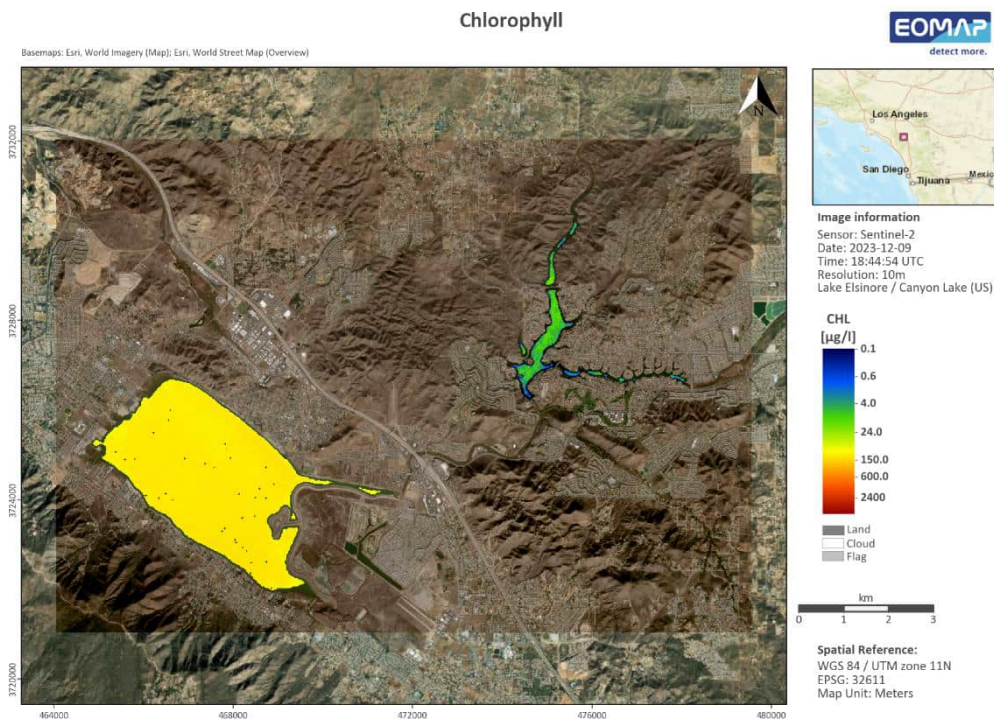 Chlorophyll
EOMAP
detect more.
Basemaps: Esri, World Imagery (Map); Esri, World Street Map (Overview)
3732000
3728000
3724000
3720000
464000
468000
472000
476000
480000
N
Los Angeles
San Diego
Tijuana
Mexic
Image information
Sensor: Sentinel-2
Date: 2023-12-09
Time: 18:44:54 UTC
Resolution: 10m
Lake Elsinore / Canyon Lake (US)
CHL
[µg/l]
0.1
0.6
4.0
24.0
150.0
600.0
2400
Land
Cloud
Flag
km
0 1 2 3
Spatial Reference:
WGS 84 / UTM zone 11N
EPSG: 32611
Map Unit: Meters